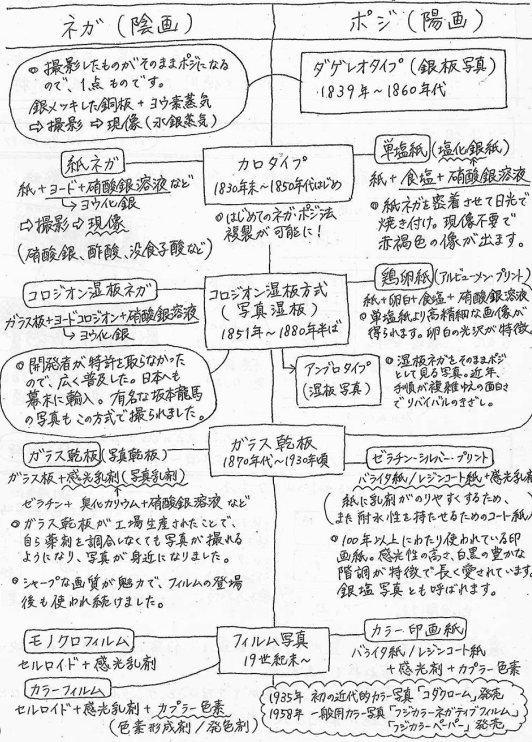 ネガ（陰画）
ポジ（陽画）
◎ 撮影したものがそのままポジになる
ので、1点ものです。
銀メッキした銅板 + ヨウ素蒸気
⇨ 撮影 ⇨ 現像（水銀蒸気）
ダゲレオタイプ（銀板写真）
1839年～1860年代
紙ネガ
紙 + ヨード + 硝酸銀溶液など
↳ ヨウ化銀
⇨ 撮影 ⇨ 現像
（硝酸銀、酢酸、没食子酸など）
カロタイプ
1830年末～1850年代はじめ
◎ はじめてのネガ・ポジ法
複製が可能に！
単塩紙（塩化銀紙）
紙 + 食塩 + 硝酸銀溶液
◎ 紙ネガを密着させて日光で
焼き付け。現像不要で
赤褐色の像が出ます。
コロジオン湿板ネガ
ガラス板 + ヨードコロジオン + 硝酸銀溶液
↳ ヨウ化銀
コロジオン湿板方式
（写真湿板）
1851年～1880年半ば
鶏卵紙（アルビューメン・プリント）
紙 + 卵白 + 食塩 + 硝酸銀溶液
◎ 単塩紙より高精細な画像が
得られます。卵白の光沢が特徴。
◎ 開発者が特許を取らなかった
ので、広く普及した。日本へも
幕末に輸入。有名な坂本龍馬
の写真もこの方式で撮られました。
アンブロタイプ
（湿板写真）
◎ 湿板ネガをそのままポジ
として見る写真。近年、
手順が複雑ゆえの面白さ
でリバイバルのきざし。
ガラス乾板（写真乾板）
ガラス板 + 感光乳剤（写真乳剤）
ゼラチン + 臭化カリウム + 硝酸銀溶液 など
◎ ガラス乾板が工場生産されたことで、
自ら薬剤を調合しなくても写真が撮れる
ようになり、写真が身近になりました。
◎ シャープな画質が魅力で、フィルムの登場
後も使われ続けました。
ガラス乾板
1870年代～1930年頃
ゼラチン・シルバー・プリント
バライタ紙/レジンコート紙 + 感光乳剤
（紙に乳剤がのりやすくするため、
また耐水性を持たせるためのコート紙）
◎ 100年以上にわたり使われている印
画紙。感光性の高さ、白黒の豊かな
階調が特徴で長く愛されています。
銀塩写真とも呼ばれます。
モノクロフィルム
セルロイド + 感光乳剤
カラーフィルム
セルロイド + 感光乳剤 + カプラー色素
（色素形成剤/発色剤）
フィルム写真
19世紀末～
カラー印画紙
バライタ紙/レジンコート紙
+ 感光乳剤 + カプラー色素
1935年 初の近代的カラー写真「コダクローム」発売
1958年 一般用カラー写真「フジカラーネガティブフィルム」
「フジカラーペーパー」発売